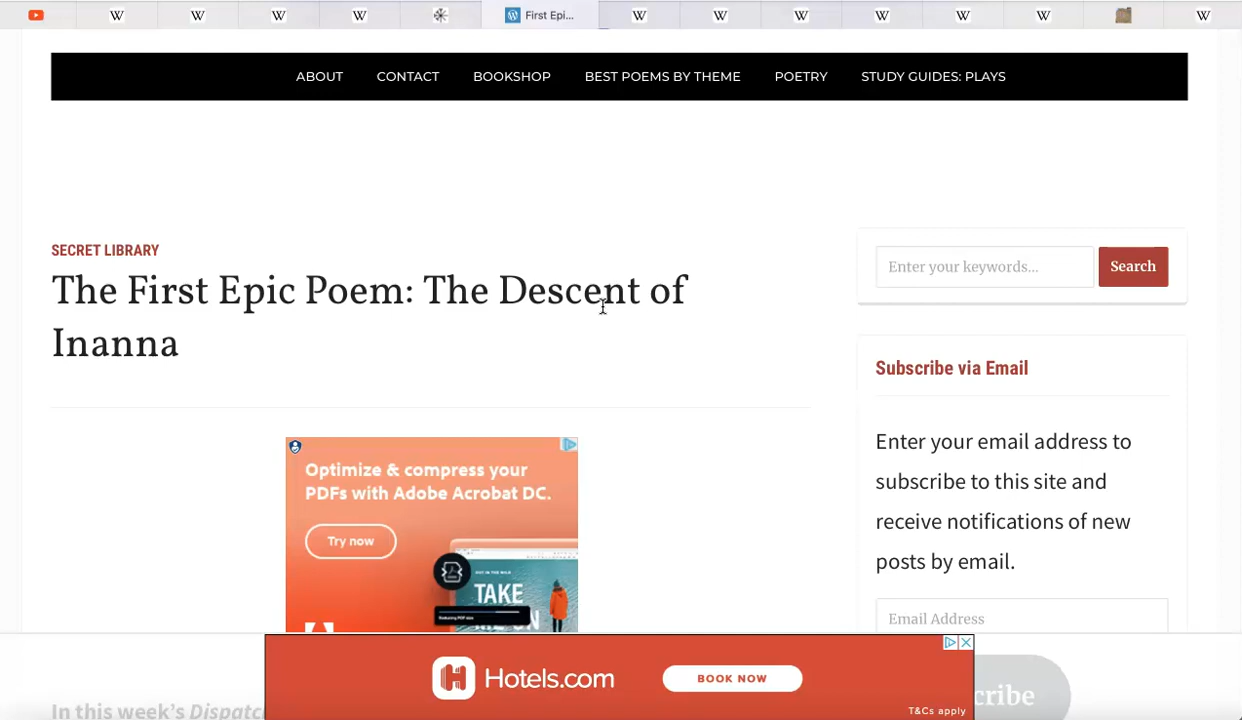 First Epi...
ABOUT CONTACT BOOKSHOP BEST POEMS BY THEME POETRY STUDY GUIDES: PLAYS
SECRET LIBRARY
The First Epic Poem: The Descent of
Inanna
Enter your keywords...
Search
Subscribe via Email
Enter your email address to
subscribe to this site and
receive notifications of new
posts by email.
Email Address
Optimize & compress your
PDFs with Adobe Acrobat DC.
Try now
TAKE
Hotels.com
BOOK NOW
T&Cs apply
cribe
In this week's Dispatc